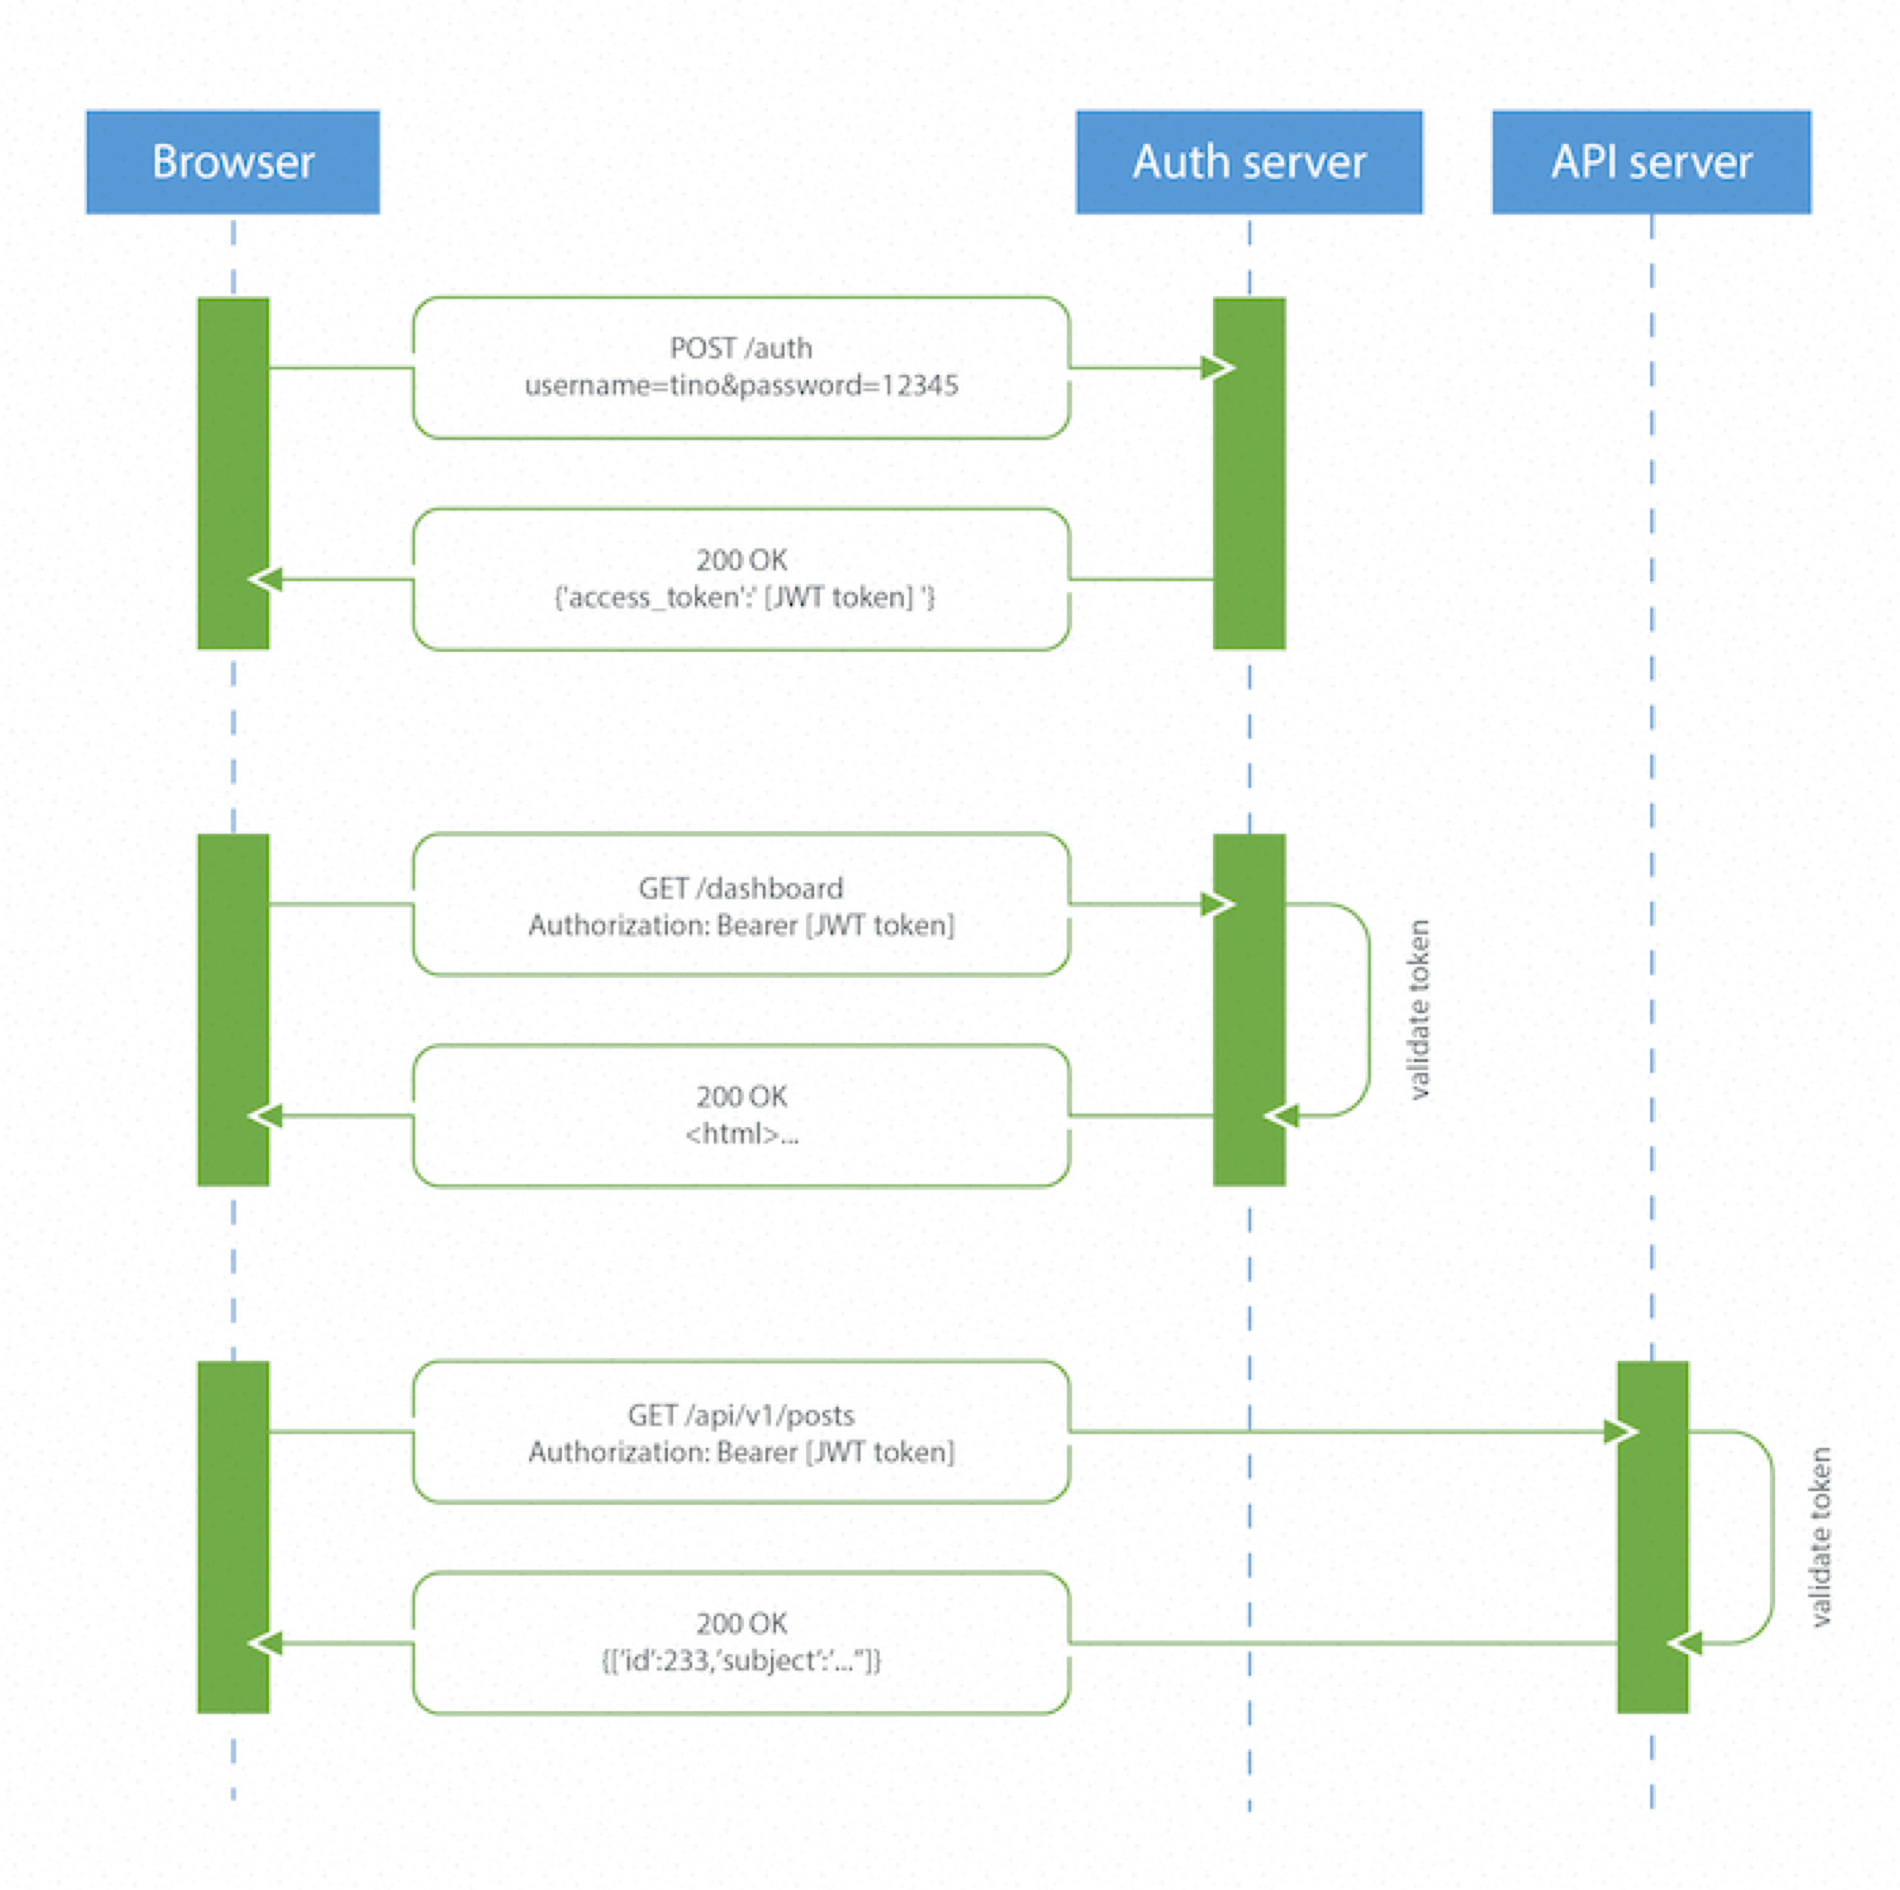 Browser
Auth server
API server
POST /auth
username=tino&password=12345
200 OK
{'access_token':' [JWT token] '}
GET /dashboard
Authorization: Bearer [JWT token]
validate token
200 OK
<html>...
GET /api/v1/posts
Authorization: Bearer [JWT token]
validate token
200 OK
{['id':233,'subject':'..."]}